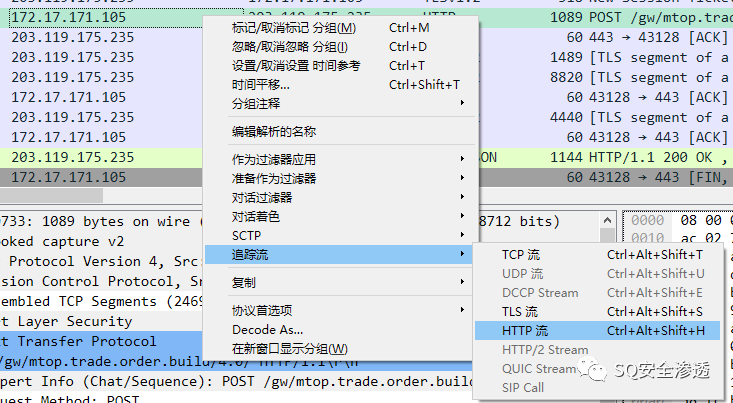 172.17.171.105 1089 POST /gw/mtop.trade
203.119.175.235 60 443 → 43128 [ACK]
203.119.175.235 1489 [TLS segment of a
203.119.175.235 8820 [TLS segment of a
172.17.171.105 60 43128 → 443 [ACK]
203.119.175.235 4440 [TLS segment of a
172.17.171.105 60 43128 → 443 [ACK]
203.119.175.235 SON 1144 HTTP/1.1 200 OK ,
172.17.171.105 60 43128 → 443 [FIN,
标记/取消标记 分组(M) Ctrl+M
忽略/取消忽略 分组(I) Ctrl+D
设置/取消设置 时间参考 Ctrl+T
时间平移... Ctrl+Shift+T
分组注释
编辑解析的名称
作为过滤器应用
准备作为过滤器
对话过滤器
对话着色
SCTP
追踪流
复制
协议首选项
Decode As...
在新窗口显示分组(W)
TCP 流 Ctrl+Alt+Shift+T
UDP 流 Ctrl+Alt+Shift+U
DCCP Stream Ctrl+Alt+Shift+E
TLS 流 Ctrl+Alt+Shift+S
HTTP 流 Ctrl+Alt+Shift+H
HTTP/2 Stream
QUIC Stream
SIP Call
0733: 1089 bytes on wire ( 8712 bits)
ooked capture v2
Protocol Version 4, Src:
ssion Control Protocol, Sr
sembled TCP Segments (2469
et Layer Security
xt Transfer Protocol
/gw/mtop.trade.order.build/4.0/ HTTP/1.1\r\n
xpert Info (Chat/Sequence): POST /gw/mtop.trade.order.build
equest Method: POST
0000 08 00 0
0010 ac 02 7
SQ安全渗透